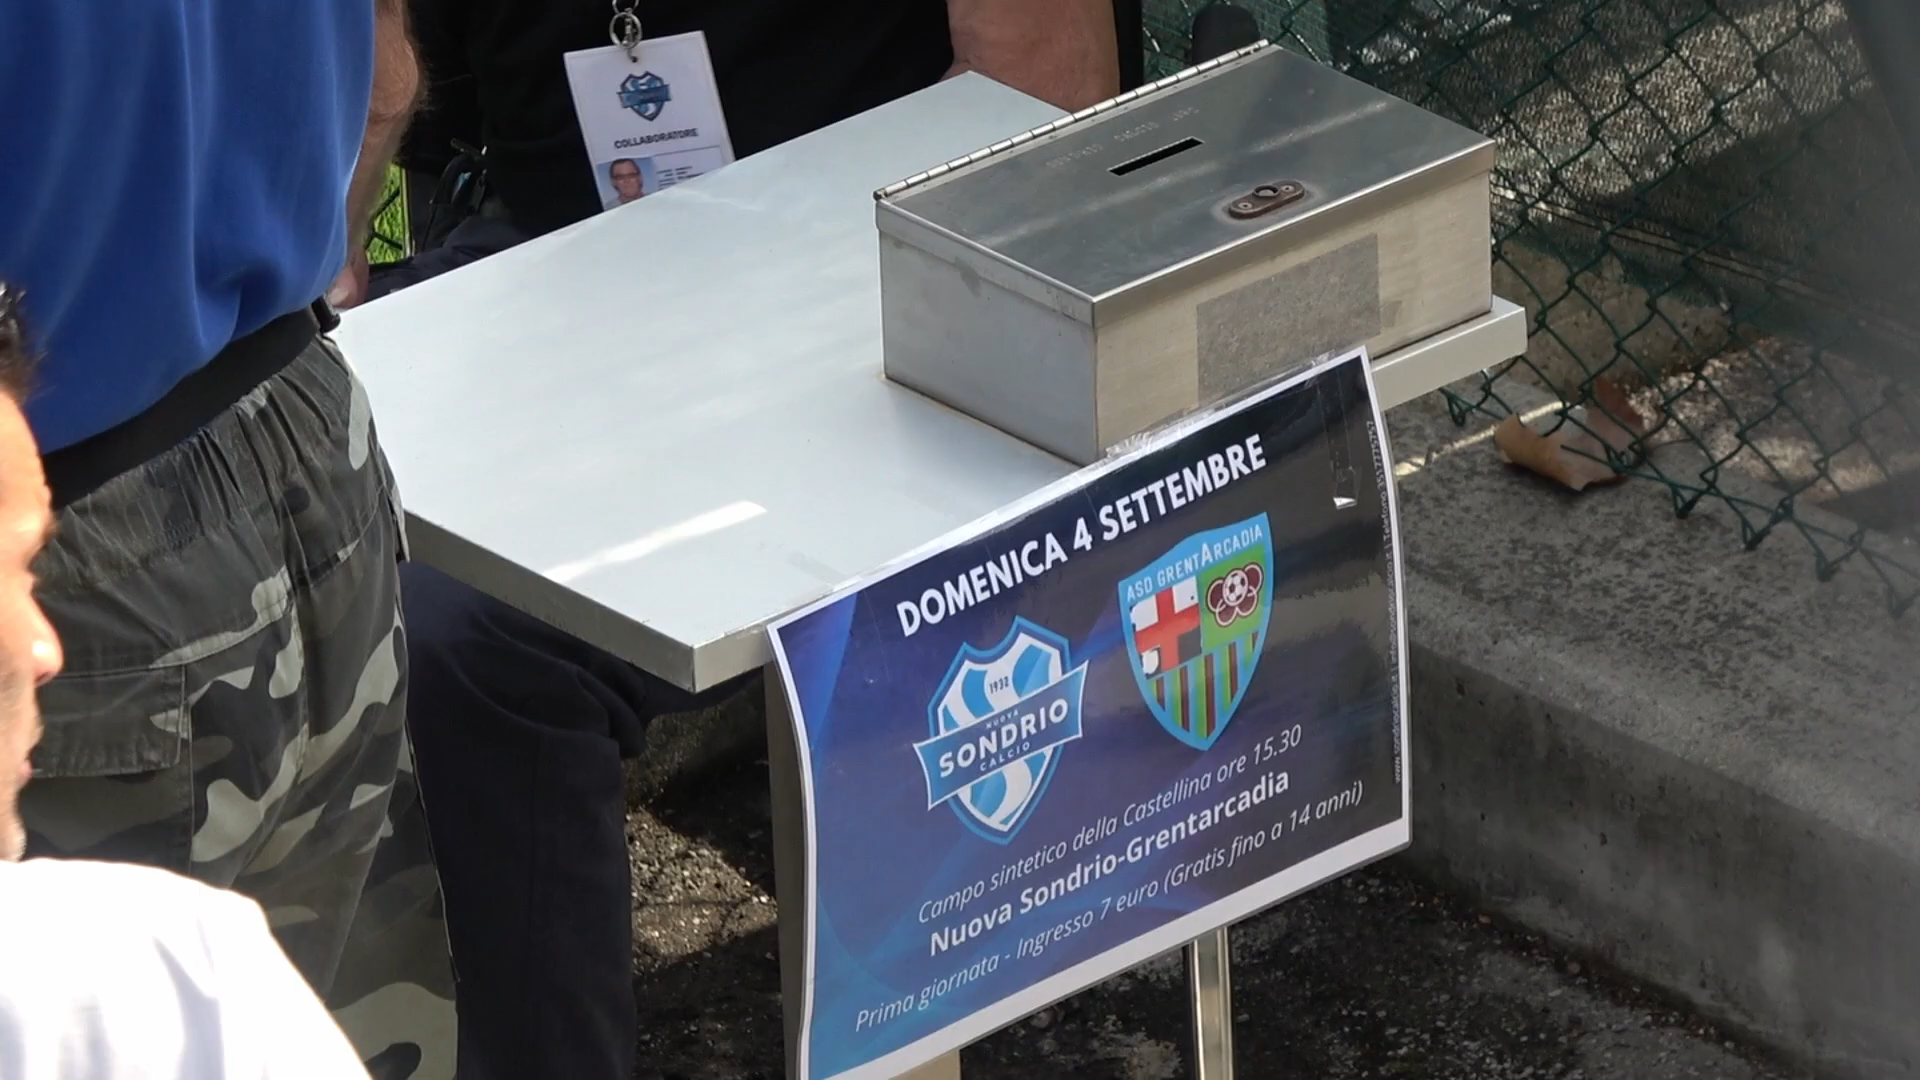 COLLABORATORE
DOMENICA 4 SETTEMBRE
1932
NUOVA
SONDRIO
CALCIO
ASD GRENTARCADIA
Campo sintetico della Castellina ore 15.30
Nuova Sondrio-Grentarcadia
Prima giornata - Ingresso 7 euro (Gratis fino a 14 anni)